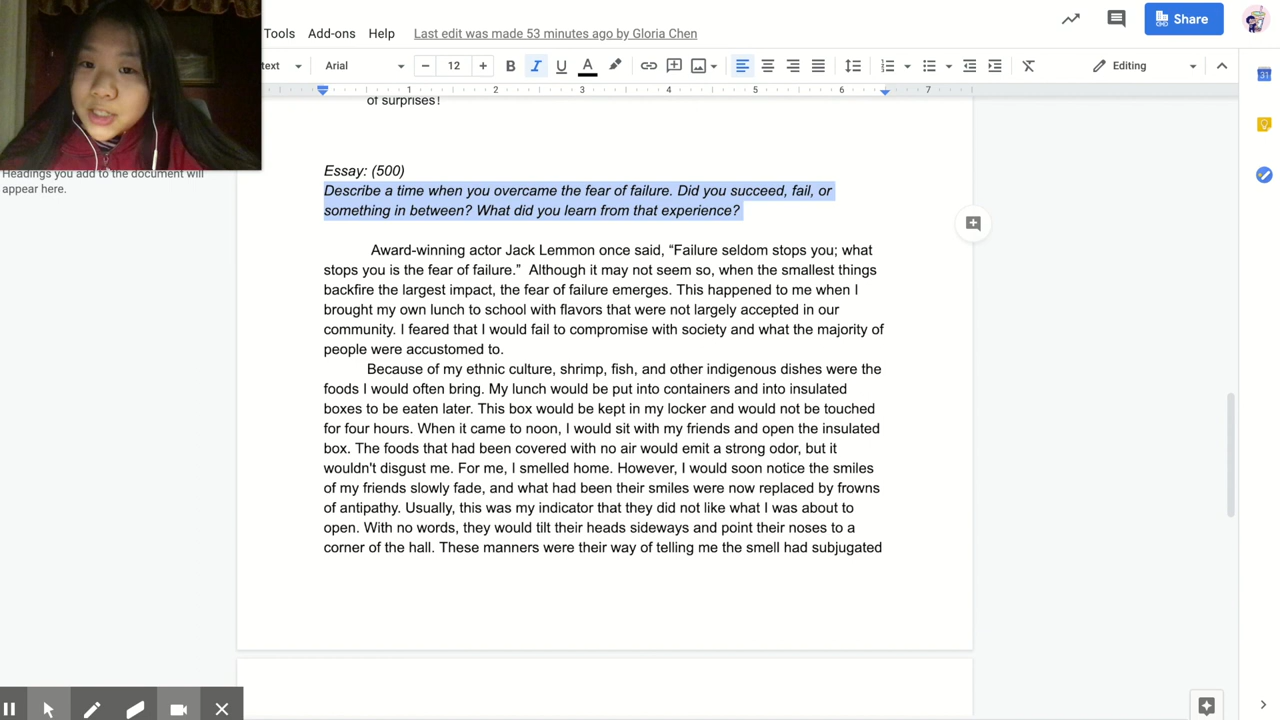 Tools Add-ons Help Last edit was made 53 minutes ago by Gloria Chen
Share
text Arial 12 B I U A Editing
1 2 3 4 5 6 7
of surprises!
Headings you add to the document will
appear here.
Essay: (500)
Describe a time when you overcame the fear of failure. Did you succeed, fail, or
something in between? What did you learn from that experience?
Award-winning actor Jack Lemmon once said, “Failure seldom stops you; what
stops you is the fear of failure.” Although it may not seem so, when the smallest things
backfire the largest impact, the fear of failure emerges. This happened to me when I
brought my own lunch to school with flavors that were not largely accepted in our
community. I feared that I would fail to compromise with society and what the majority of
people were accustomed to.
Because of my ethnic culture, shrimp, fish, and other indigenous dishes were the
foods I would often bring. My lunch would be put into containers and into insulated
boxes to be eaten later. This box would be kept in my locker and would not be touched
for four hours. When it came to noon, I would sit with my friends and open the insulated
box. The foods that had been covered with no air would emit a strong odor, but it
wouldn't disgust me. For me, I smelled home. However, I would soon notice the smiles
of my friends slowly fade, and what had been their smiles were now replaced by frowns
of antipathy. Usually, this was my indicator that they did not like what I was about to
open. With no words, they would tilt their heads sideways and point their noses to a
corner of the hall. These manners were their way of telling me the smell had subjugated
31